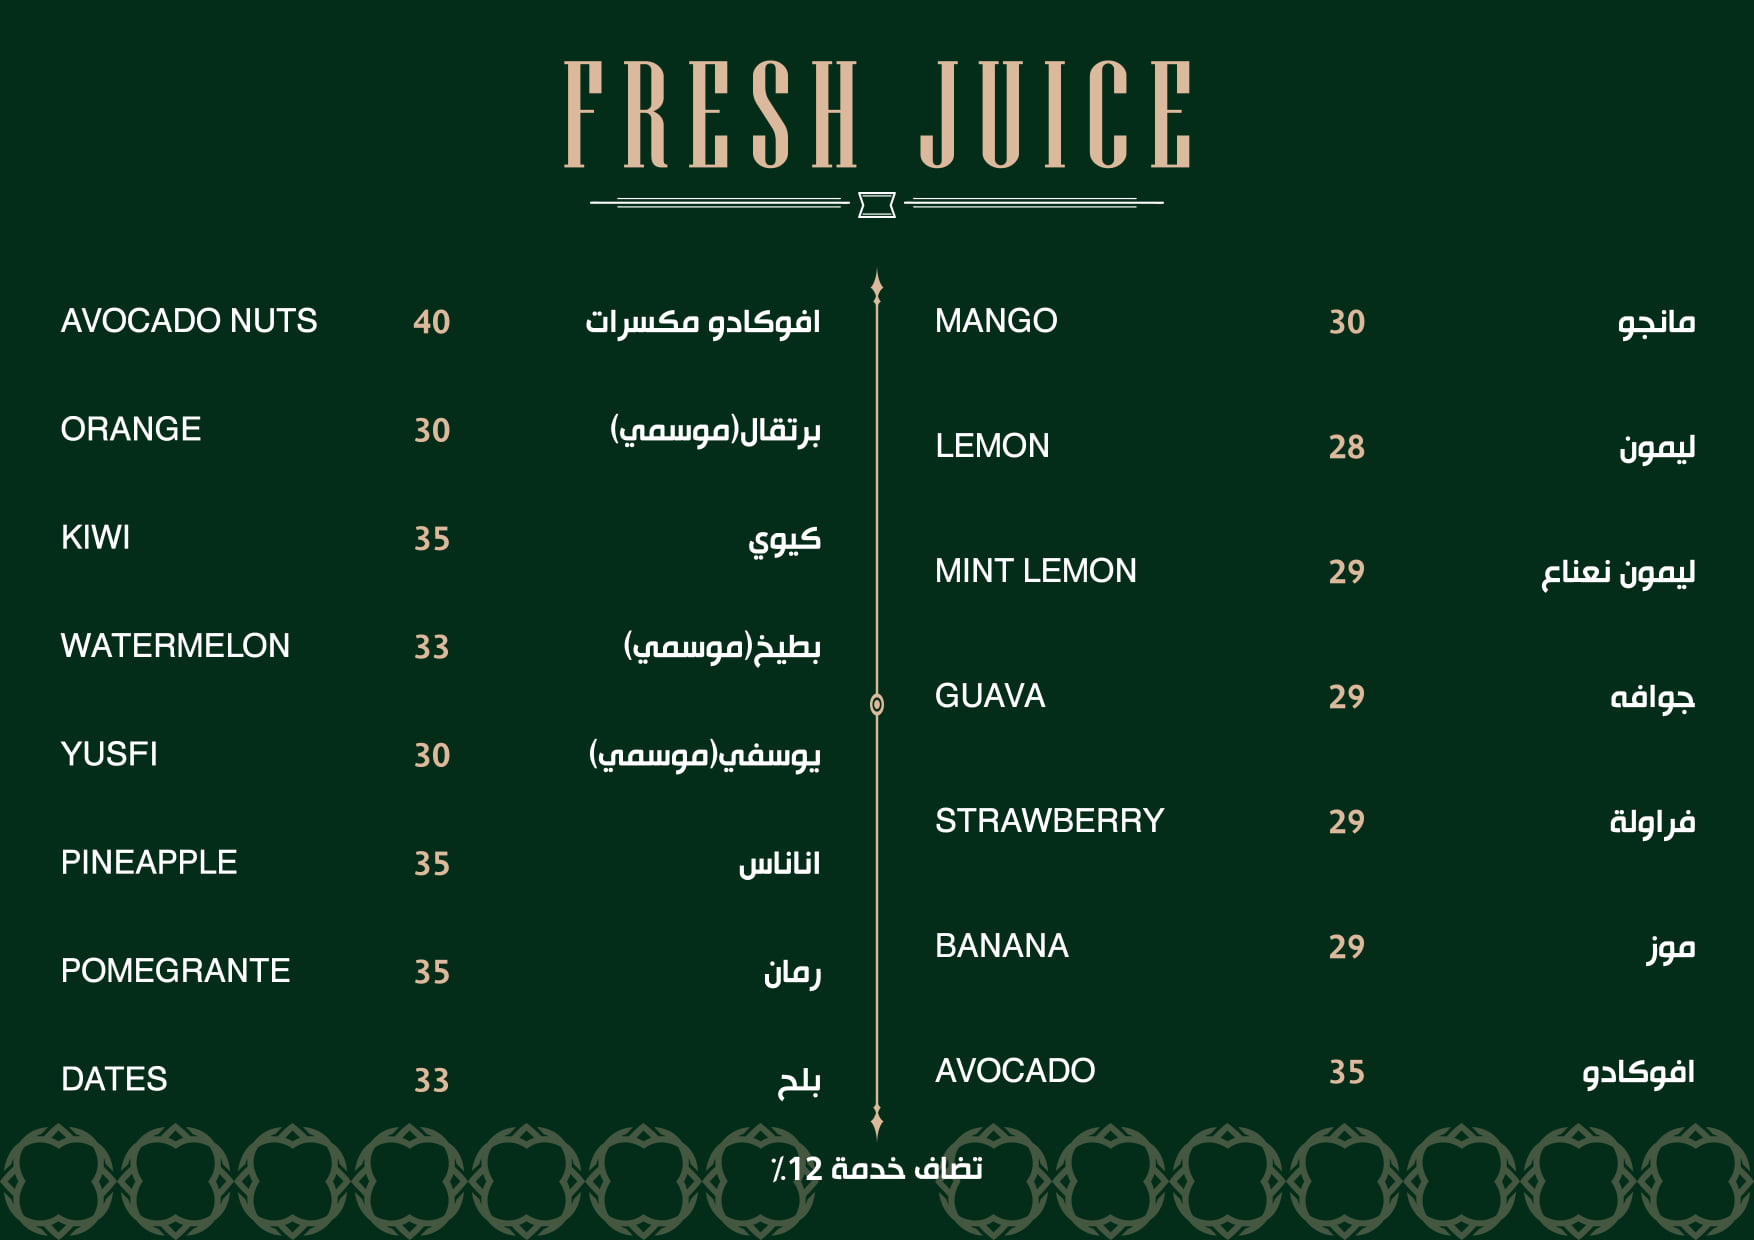 FRESH JUICE
AVOCADO NUTS 40 افوكادو مكسرات
ORANGE 30 برتقال(موسمي)
KIWI 35 كيوي
WATERMELON 33 بطيخ(موسمي)
YUSFI 30 يوسفي(موسمي)
PINEAPPLE 35 اناناس
POMEGRANTE 35 رمان
DATES 33 بلح
MANGO 30 مانجو
LEMON 28 ليمون
MINT LEMON 29 ليمون نعناع
GUAVA 29 جوافه
STRAWBERRY 29 فراولة
BANANA 29 موز
AVOCADO 35 افوكادو
تضاف خدمة 12٪